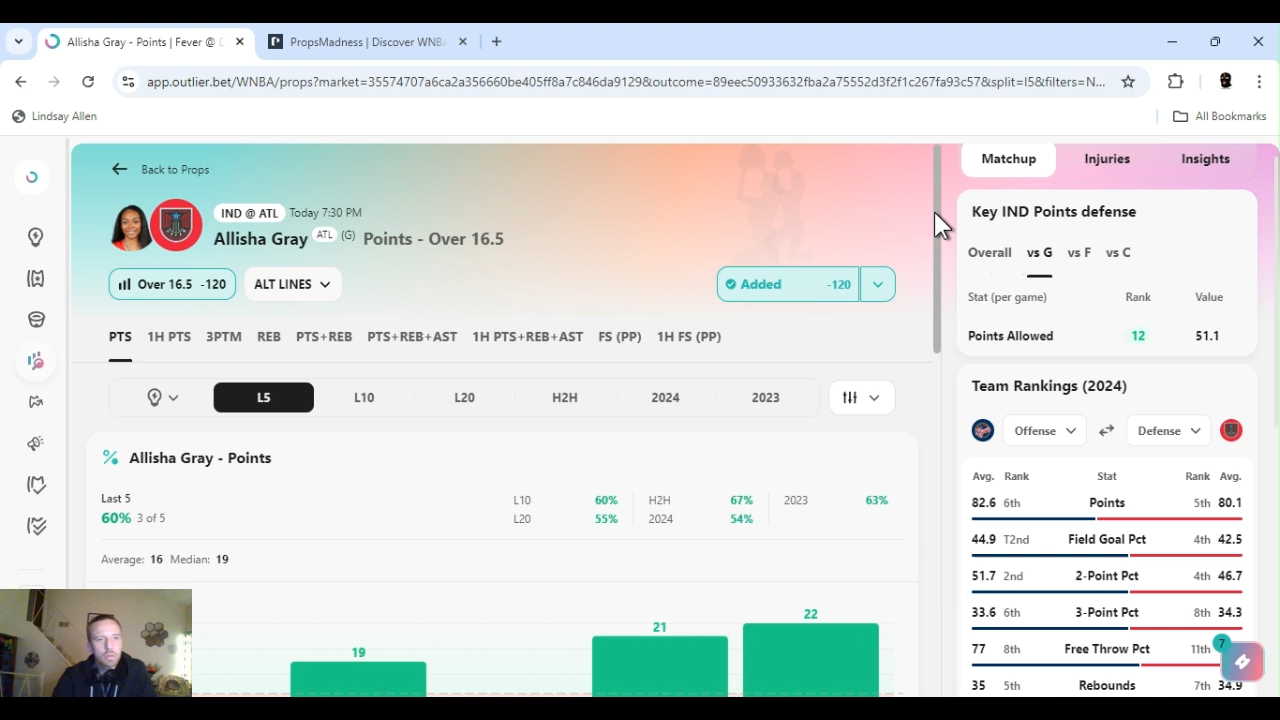 Allisha Gray - Points | Fever @
PropsMadness | Discover WNB
app.outlier.bet/WNBA/props?market=35574707a6ca2a356660be405ff8a7c846da9129&outcome=89eec50933632fba2a75552d3f2f1c267fa93c57&split=l5&filters=N...
Lindsay Allen
All Bookmarks
Back to Props
IND @ ATL Today 7:30 PM
Allisha Gray ATL (G) Points - Over 16.5
Over 16.5 -120 ALT LINES
Added -120
PTS 1H PTS 3PTM REB PTS+REB PTS+REB+AST 1H PTS+REB+AST FS (PP) 1H FS (PP)
L5 L10 L20 H2H 2024 2023
Allisha Gray - Points
Last 5
60% 3 of 5
L10 60% H2H 67% 2023 63%
L20 55% 2024 54%
Average: 16 Median: 19
19
21
22
Matchup Injuries Insights
Key IND Points defense
Overall vs G vs F vs C
Stat (per game) Rank Value
Points Allowed 12 51.1
Team Rankings (2024)
Offense Defense
Avg. Rank Stat Rank Avg.
82.6 6th Points 5th 80.1
44.9 T2nd Field Goal Pct 4th 42.5
51.7 2nd 2-Point Pct 4th 46.7
33.6 6th 3-Point Pct 8th 34.3
77 8th Free Throw Pct 11th
7
35 5th Rebounds 7th 34.9